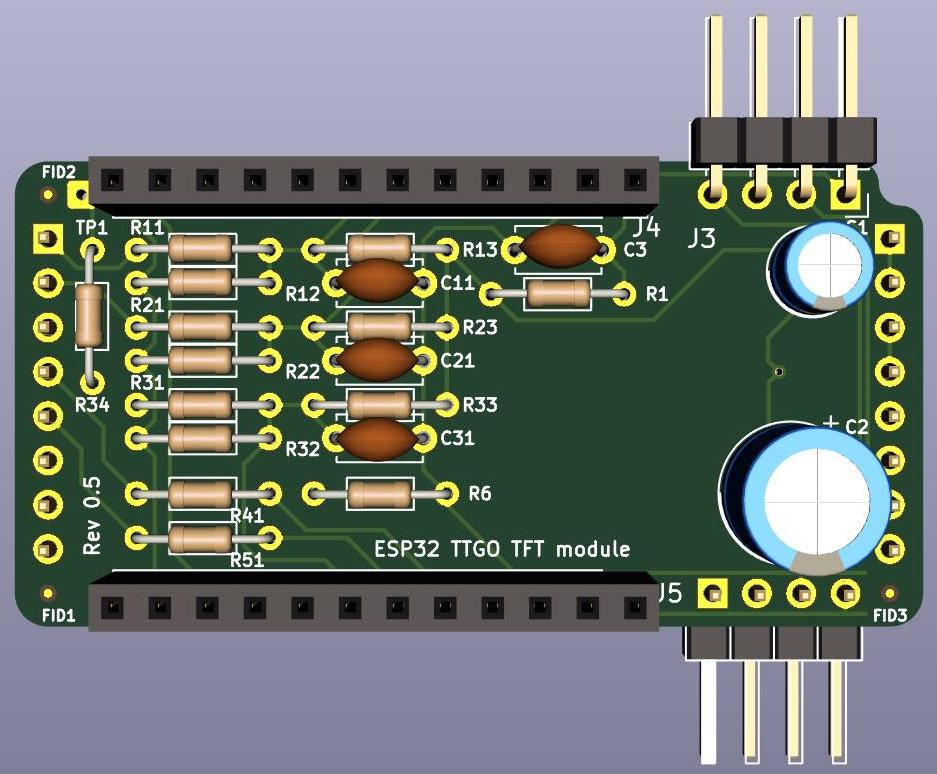 FID2
TP1
R11
J4
J3
1
R13
C3
R12
C11
R1
R21
R23
R31
R22
C21
R34
R33
+ C2
R32
C31
R6
Rev 0.5
R41
ESP32 TTGO TFT module
R51
J5
FID1
FID3